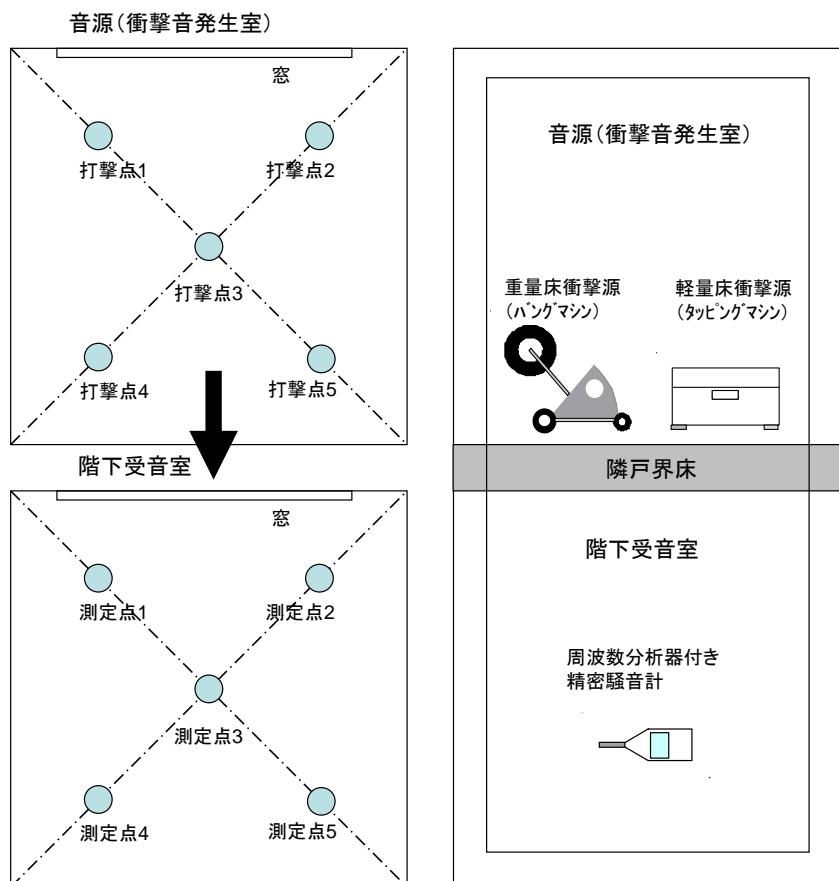 音源(衝撃音発生室)
窓
打撃点1
打撃点2
打撃点3
打撃点4
打撃点5
階下受音室
窓
測定点1
測定点2
測定点3
測定点4
測定点5
音源(衝撃音発生室)
重量床衝撃源
(ﾊﾞﾝｸﾞﾏｼﾝ)
軽量床衝撃源
(ﾀｯﾋﾟﾝｸﾞﾏｼﾝ)
隣戸界床
階下受音室
周波数分析器付き
精密騒音計